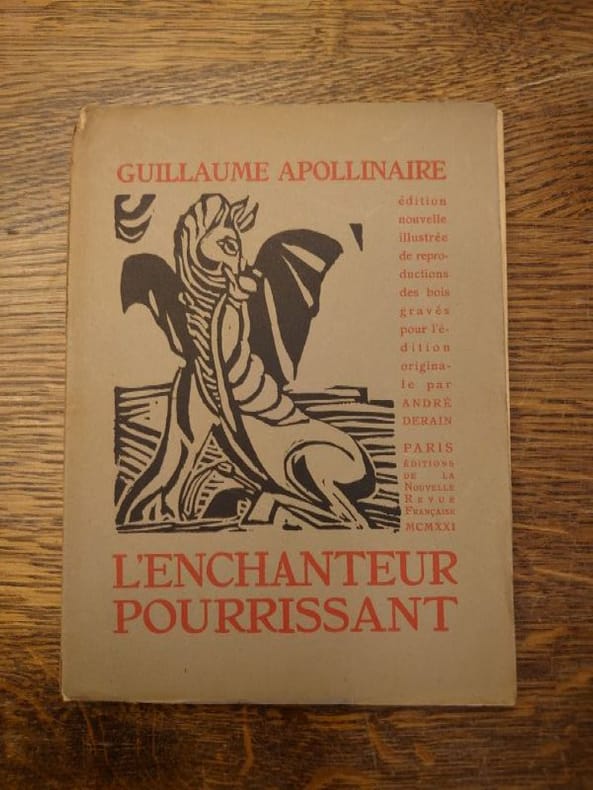 GUILLAUME APOLLINAIRE
édition
nouvelle
illustrée
de repro-
ductions
des bois
gravés
pour l'é-
dition
origina-
le par
ANDRÉ
DERAIN
PARIS
ÉDITIONS
DE LA
NOUVELLE
REVUE
FRANÇAISE
MCMXXI
L'ENCHANTEUR
POURRISSANT